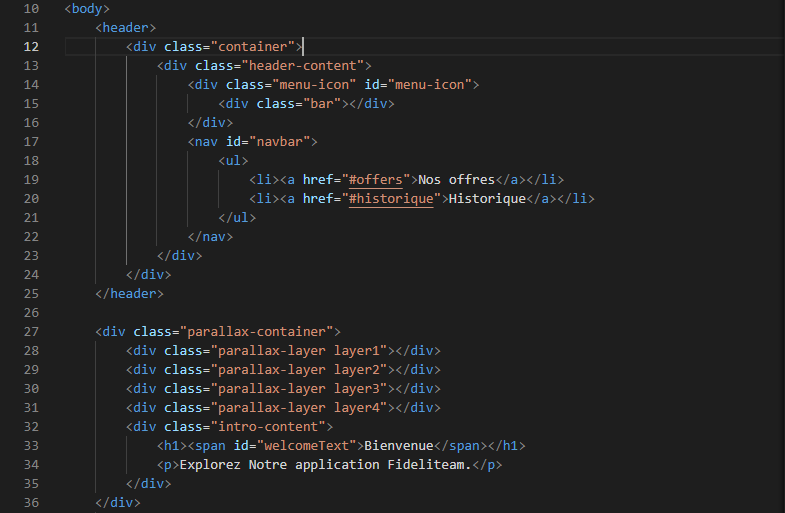 10 <body>
11     <header>
12         <div class="container">
13             <div class="header-content">
14                 <div class="menu-icon" id="menu-icon">
15                     <div class="bar"></div>
16                 </div>
17                 <nav id="navbar">
18                     <ul>
19                         <li><a href="#offers">Nos offres</a></li>
20                         <li><a href="#historique">Historique</a></li>
21                     </ul>
22                 </nav>
23             </div>
24         </div>
25     </header>
26
27     <div class="parallax-container">
28         <div class="parallax-layer layer1"></div>
29         <div class="parallax-layer layer2"></div>
30         <div class="parallax-layer layer3"></div>
31         <div class="parallax-layer layer4"></div>
32         <div class="intro-content">
33             <h1><span id="welcomeText">Bienvenue</span></h1>
34             <p>Explorez Notre application Fideliteam.</p>
35         </div>
36     </div>